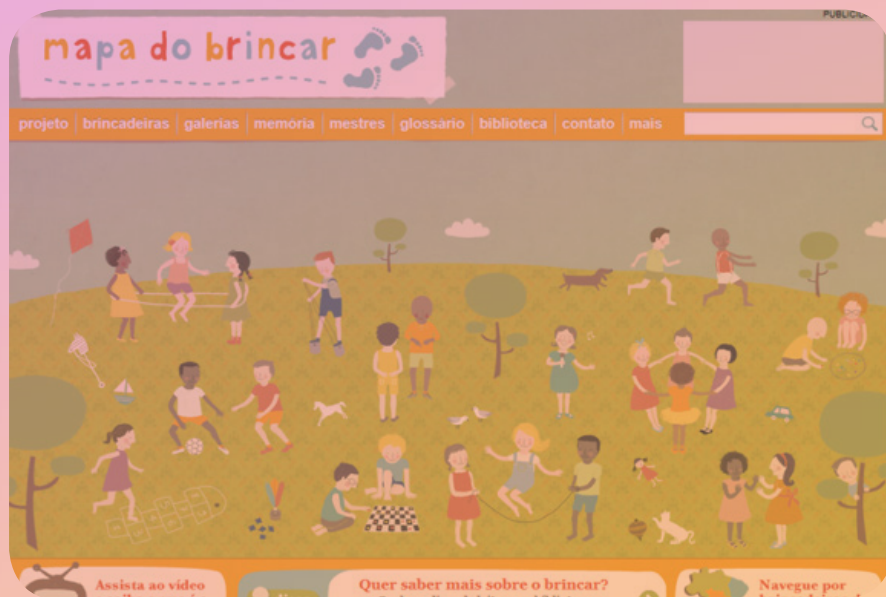 PUBLICID
mapa do brincar
projeto brincadeiras galerias memória mestres glossário biblioteca contato mais
Assista ao vídeo
Quer saber mais sobre o brincar?
Navegue por